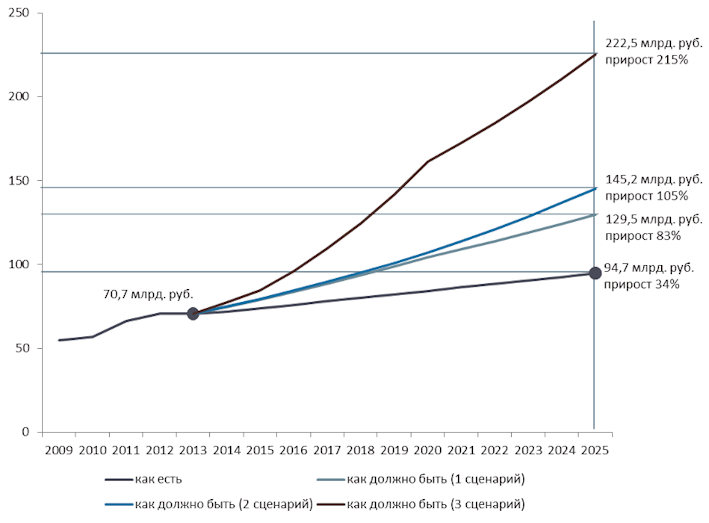 250
222,5 млрд. руб.
прирост 215%
200
150
145,2 млрд. руб.
прирост 105%
129,5 млрд. руб.
прирост 83%
100
94,7 млрд. руб.
прирост 34%
70,7 млрд. руб.
50
0
2009 2010 2011 2012 2013 2014 2015 2016 2017 2018 2019 2020 2021 2022 2023 2024 2025
как есть
как должно быть (1 сценарий)
как должно быть (2 сценарий)
как должно быть (3 сценарий)